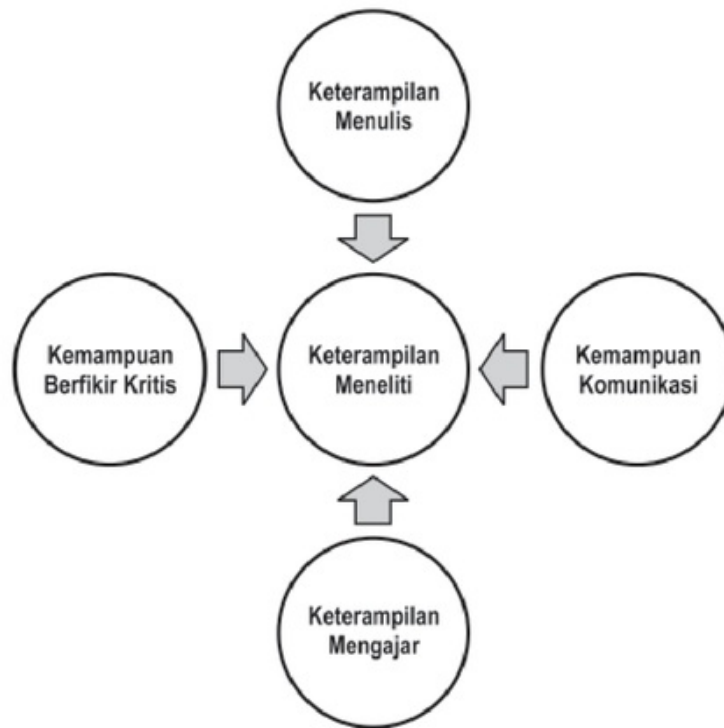 Keterampilan
Menulis
Kemampuan
Berfikir Kritis
Keterampilan
Meneliti
Kemampuan
Komunikasi
Keterampilan
Mengajar